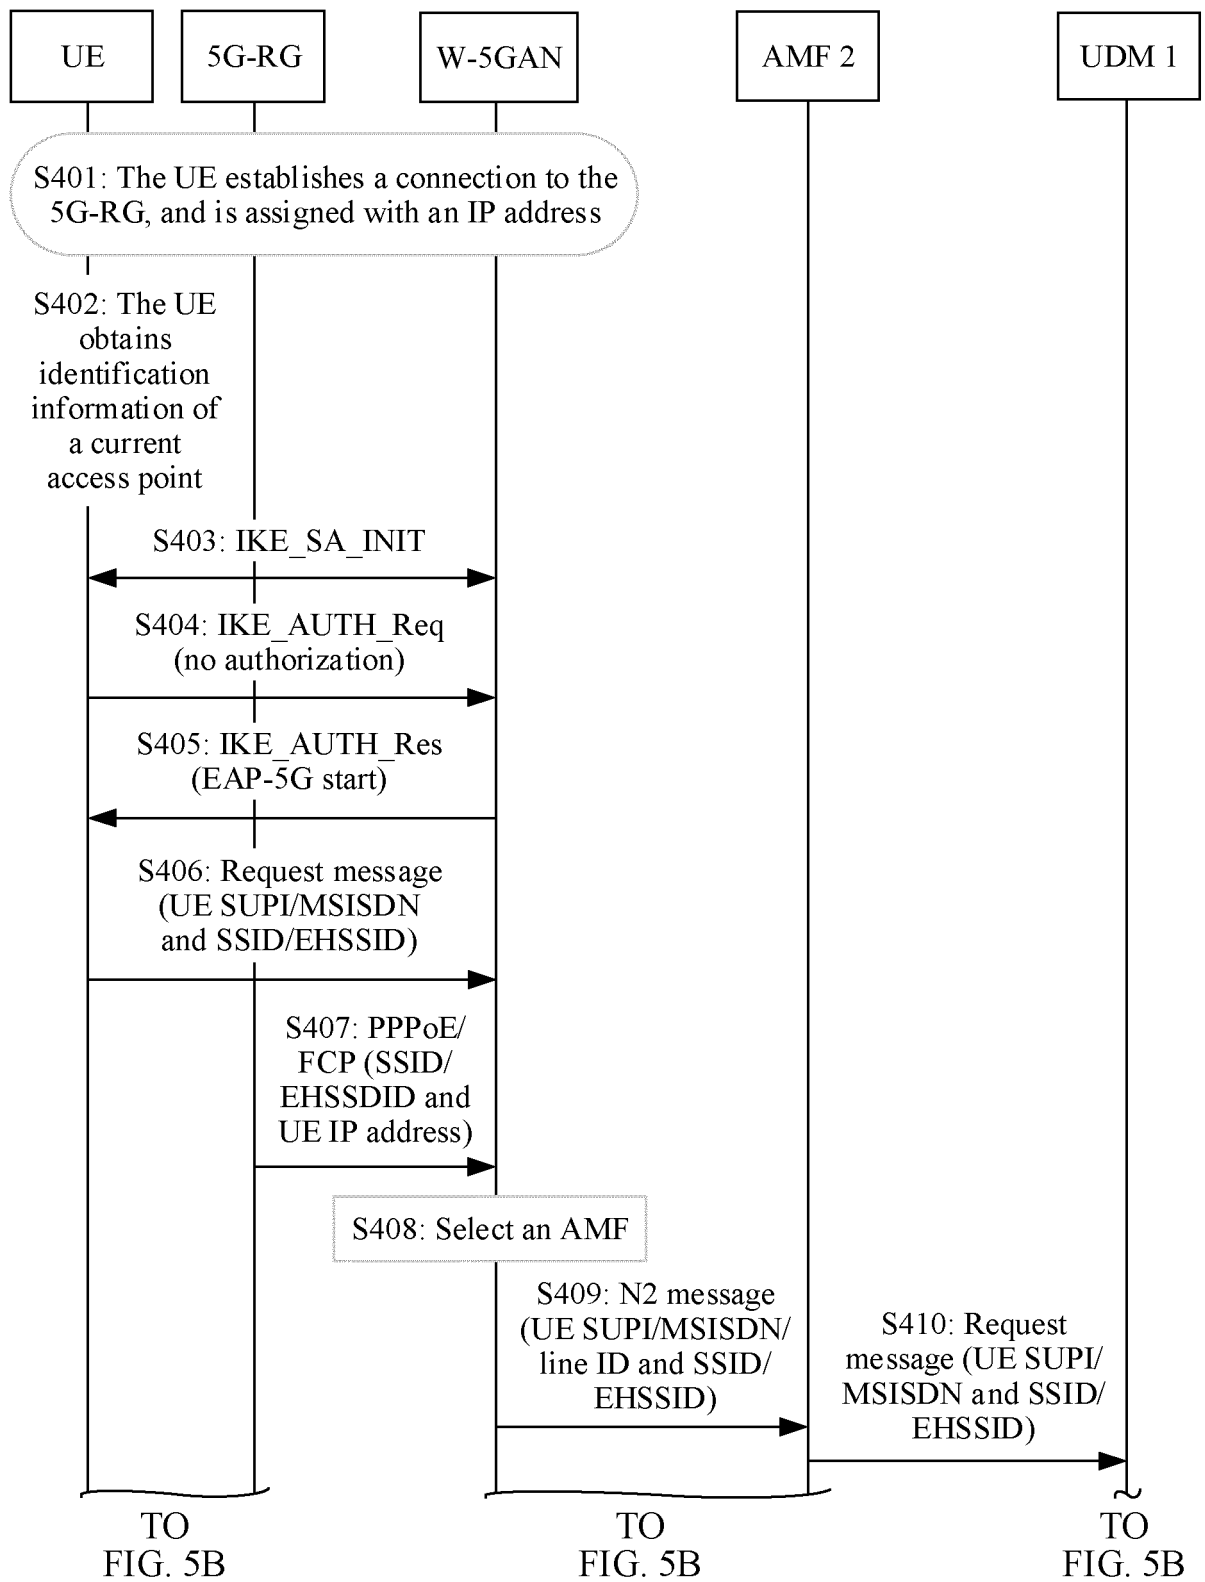 UE
5G-RG
W-5GAN
AMF 2
UDM 1
S401: The UE establishes a connection to the
5G-RG, and is assigned with an IP address
S402: The UE
obtains
identification
information of
a current
access point
S403: IKE_SA_INIT
S404: IKE_AUTH_Req
(no authorization)
S405: IKE_AUTH_Res
(EAP-5G start)
S406: Request message
(UE SUPI/MSISDN
and SSID/EHSSID)
S407: PPPoE/
FCP (SSID/
EHSSDID and
UE IP address)
S408: Select an AMF
S409: N2 message
(UE SUPI/MSISDN/
line ID and SSID/
EHSSID)
S410: Request
message (UE SUPI/
MSISDN and SSID/
EHSSID)
TO
FIG. 5B
TO
FIG. 5B
TO
FIG. 5B